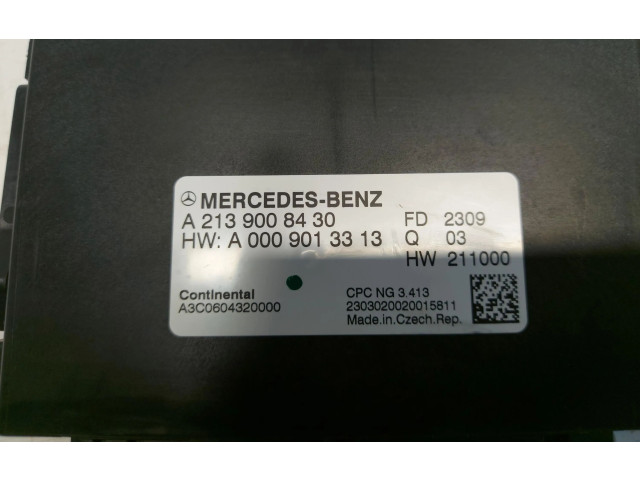 MERCEDES-BENZ
A 213 900 84 30 FD 2309
HW: A 000 901 33 13 Q 03
HW 211000
Continental CPC NG 3.413
A3C0604320000 2303020020015811
Made.in.Czech.Rep.